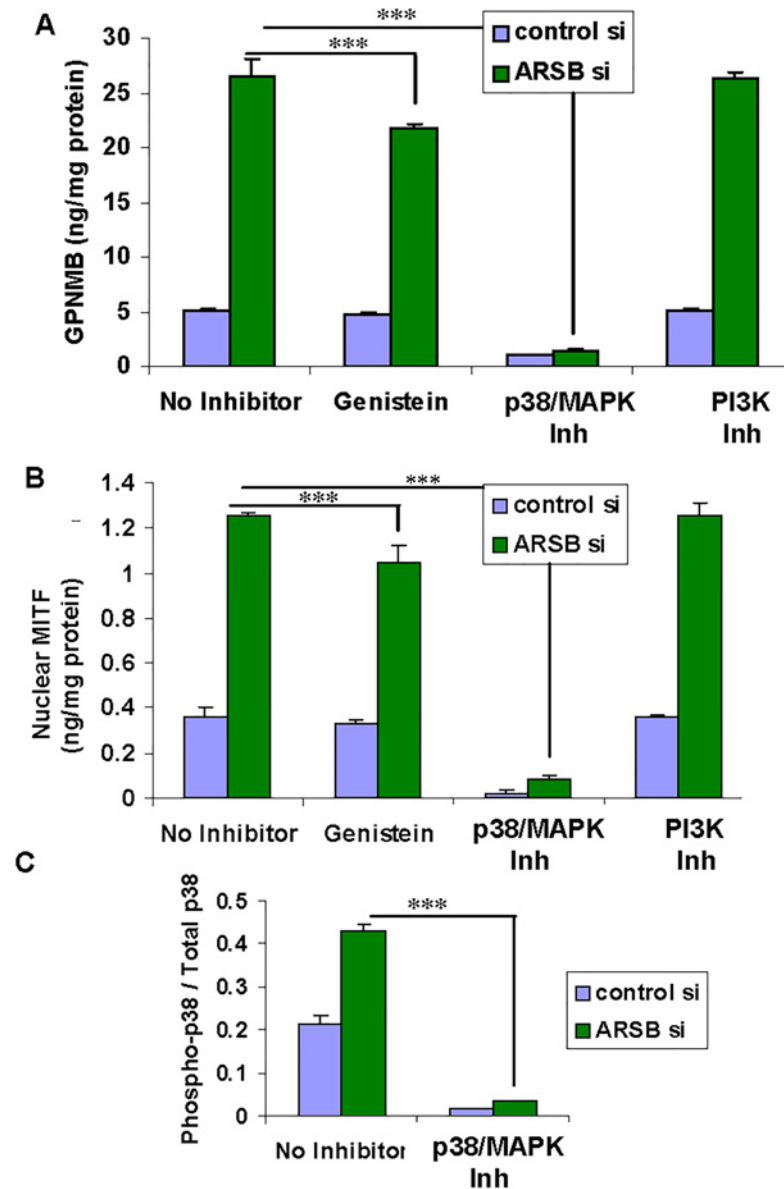 A
***
***
control si
ARSB si
30
25
20
15
10
5
0
GPNMB (ng/mg protein)
No Inhibitor
Genistein
p38/MAPK
Inh
PI3K
Inh
B
***
***
control si
ARSB si
1.4
1.2
1
0.8
0.6
0.4
0.2
0
Nuclear MITF
(ng/mg protein)
No Inhibitor
Genistein
p38/MAPK
Inh
PI3K
Inh
C
***
0.5
0.4
0.3
0.2
0.1
0
Phospho-p38 / Total p38
control si
ARSB si
No Inhibitor
p38/MAPK
Inh